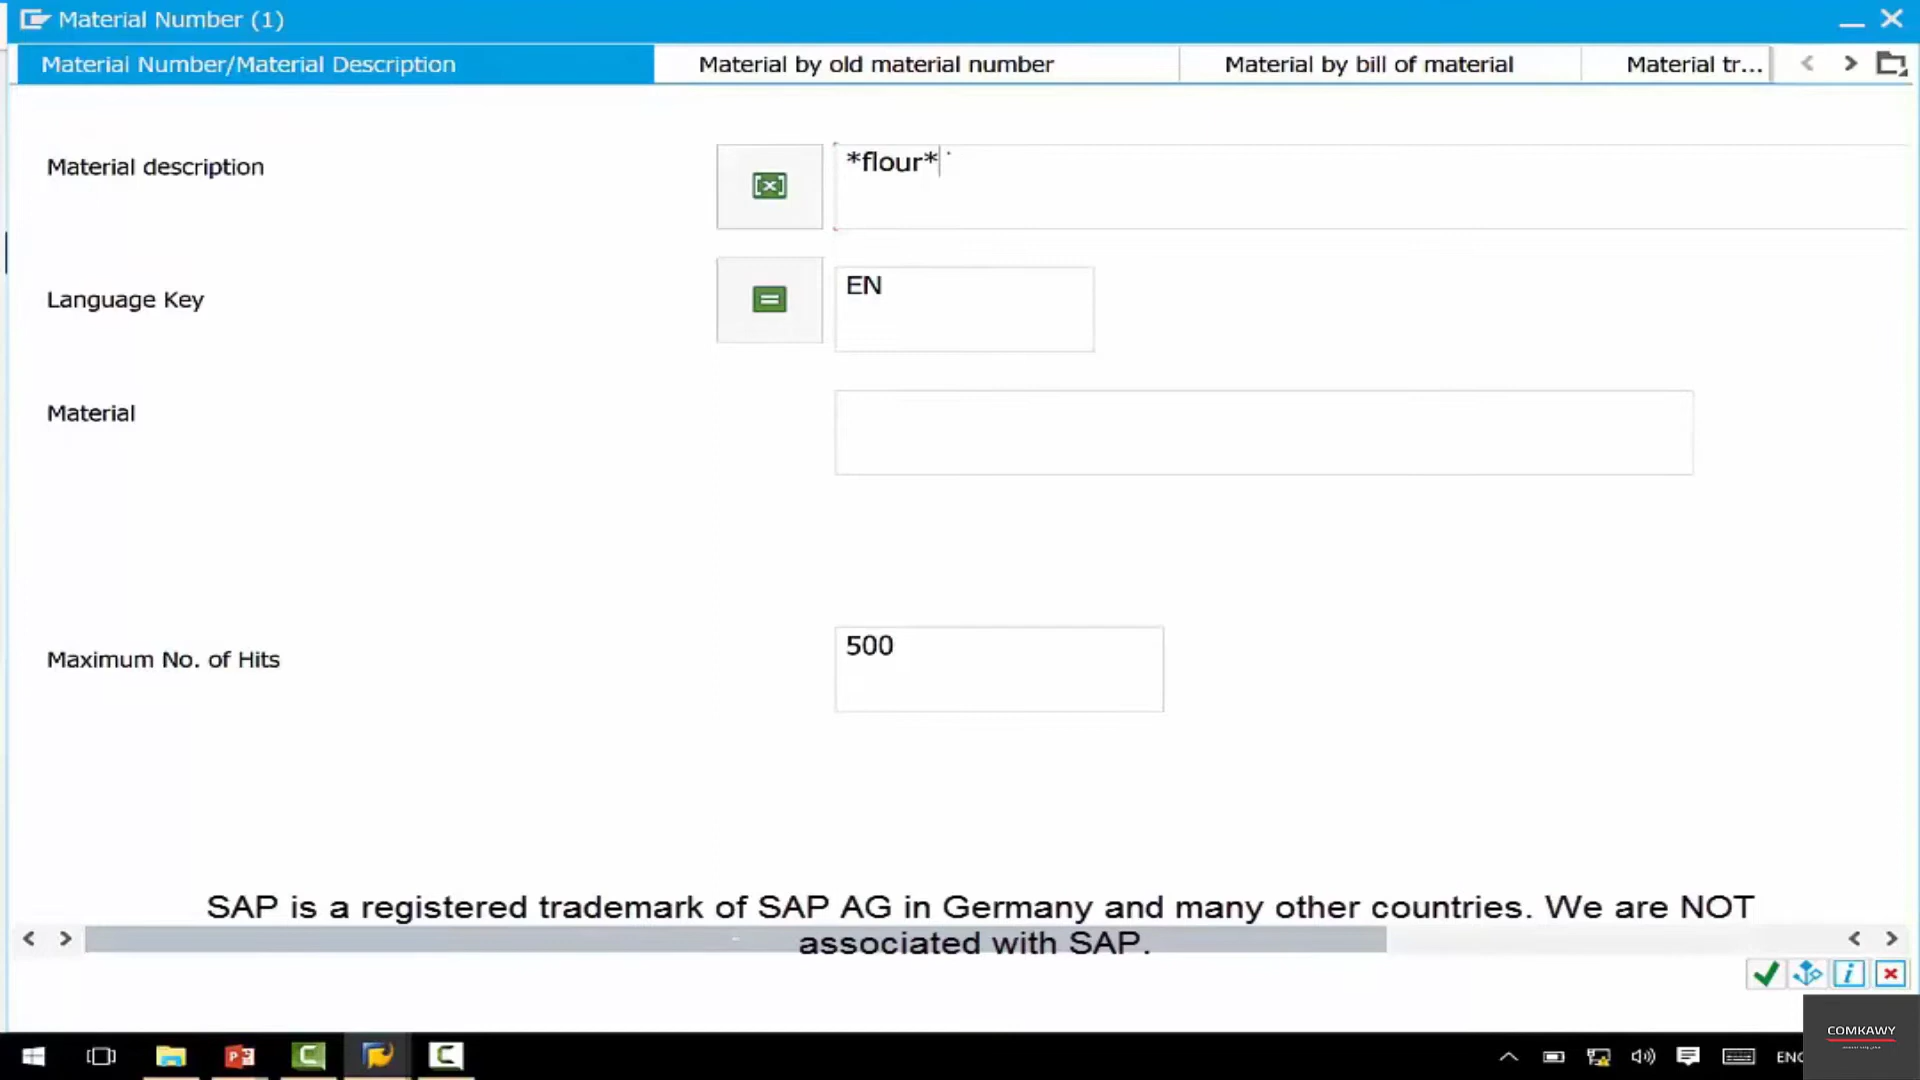 Material Number (1)
Material Number/Material Description
Material by old material number
Material by bill of material
Material tr...
Material description
*flour*
Language Key
EN
Material
Maximum No. of Hits
500
SAP is a registered trademark of SAP AG in Germany and many other countries. We are NOT
associated with SAP.
ENG
COMKAWY